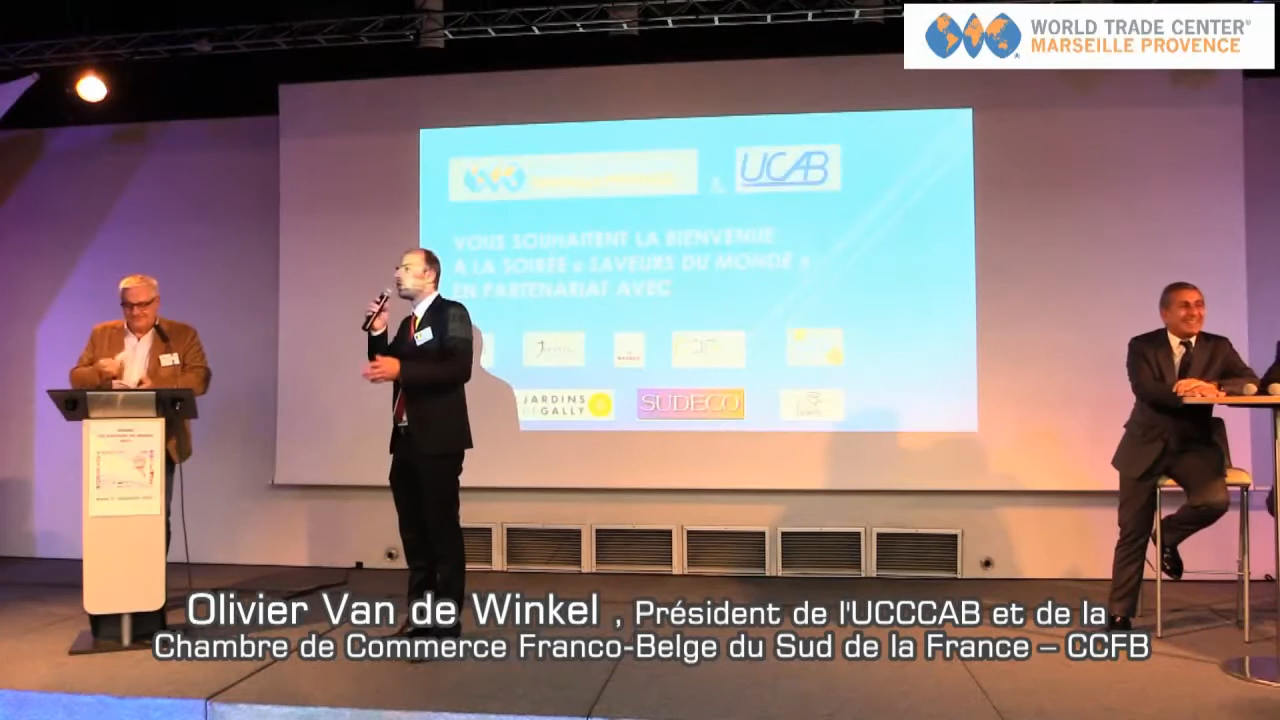 WORLD TRADE CENTER®
MARSEILLE PROVENCE
UCAB
VOUS SOUHAITENT LA BIENVENUE
A LA SOIRÉE « SAVEURS DU MONDE »
EN PARTENARIAT AVEC
JARDINS
GALLY
SUDECO
Olivier Van de Winkel , Président de l'UCCCAB et de la
Chambre de Commerce Franco-Belge du Sud de la France – CCFB